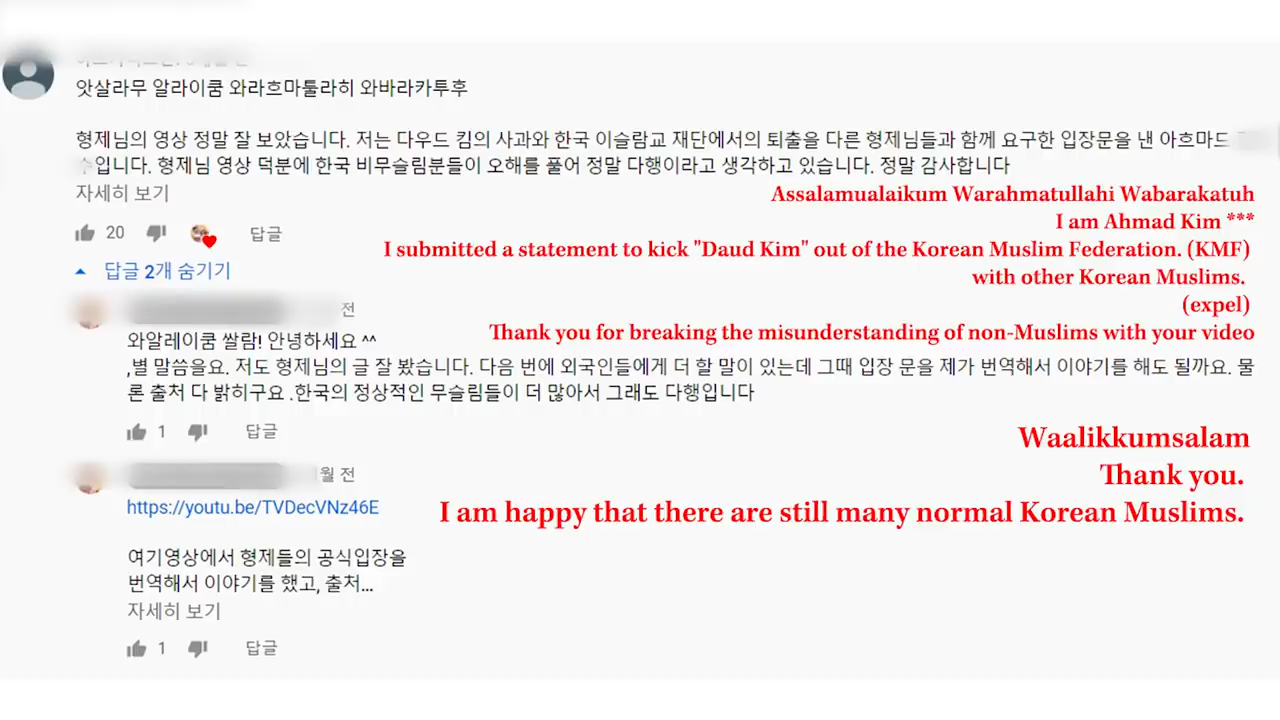 앗살라무 알라이쿰 와라흐마툴라히 와바라카투후
형제님의 영상 정말 잘 보았습니다. 저는 다우드 킴의 사과와 한국 이슬람교 재단에서의 퇴출을 다른 형제님들과 함께 요구한 입장문을 낸 아흐마드
입니다. 형제님 영상 덕분에 한국 비무슬림분들이 오해를 풀어 정말 다행이라고 생각하고 있습니다. 정말 감사합니다
자세히 보기
Assalamualaikum Warahmatullahi Wabarakatuh
I am Ahmad Kim ***
20 답글
I submitted a statement to kick "Daud Kim" out of the Korean Muslim Federation. (KMF)
with other Korean Muslims.
답글 2개 숨기기
(expel)
전
Thank you for breaking the misunderstanding of non-Muslims with your video
와알레이쿰 쌀람! 안녕하세요 ^^
,별 말씀을요. 저도 형제님의 글 잘 봤습니다. 다음 번에 외국인들에게 더 할 말이 있는데 그때 입장 문을 제가 번역해서 이야기를 해도 될까요. 물
론 출처 다 밝히구요 .한국의 정상적인 무슬림들이 더 많아서 그래도 다행입니다
1 답글
Waalikkumsalam
Thank you.
I am happy that there are still many normal Korean Muslims.
월 전
https://youtu.be/TVDecVNz46E
여기영상에서 형제들의 공식입장을
번역해서 이야기를 했고, 출처...
자세히 보기
1 답글